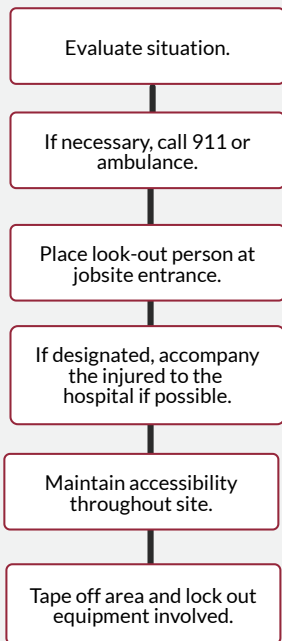 Evaluate situation.
If necessary, call 911 or
ambulance.
Place look-out person at
jobsite entrance.
If designated, accompany
the injured to the
hospital if possible.
Maintain accessibility
throughout site.
Tape off area and lock out
equipment involved.